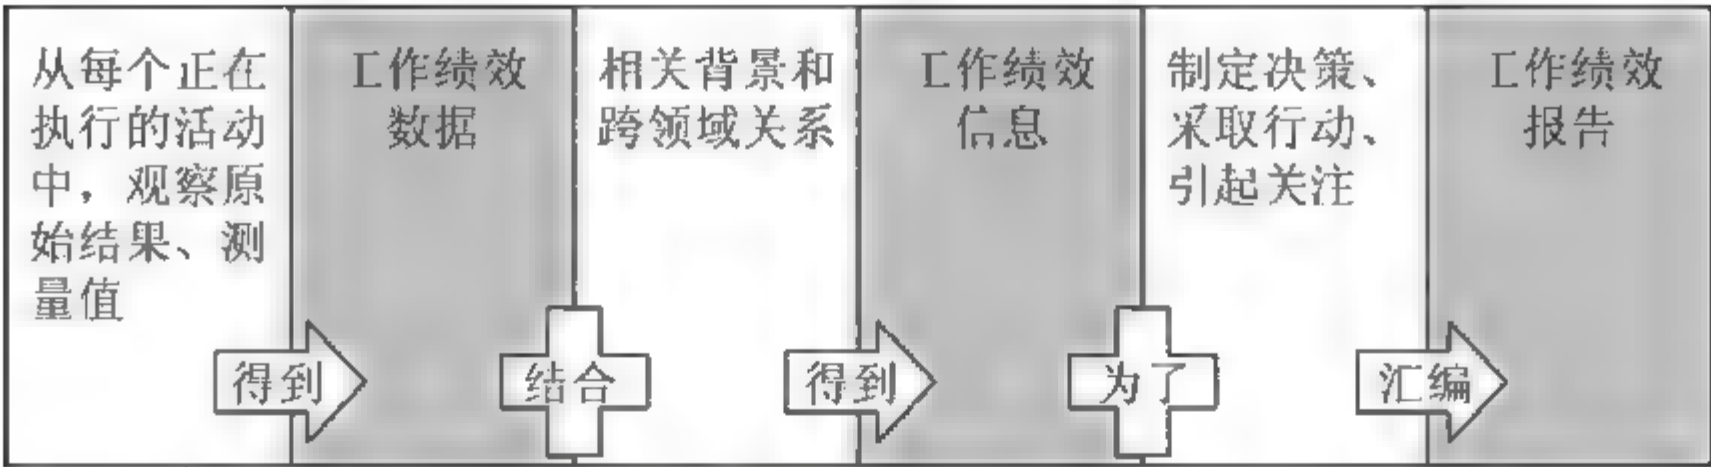 从每个正在
执行的活动
中，观察原
始结果、测
量值
得到
工作绩效
数据
结合
相关背景和
跨领域关系
得到
工作绩效
信息
为了
制定决策、
采取行动、
引起关注
汇编
工作绩效
报告